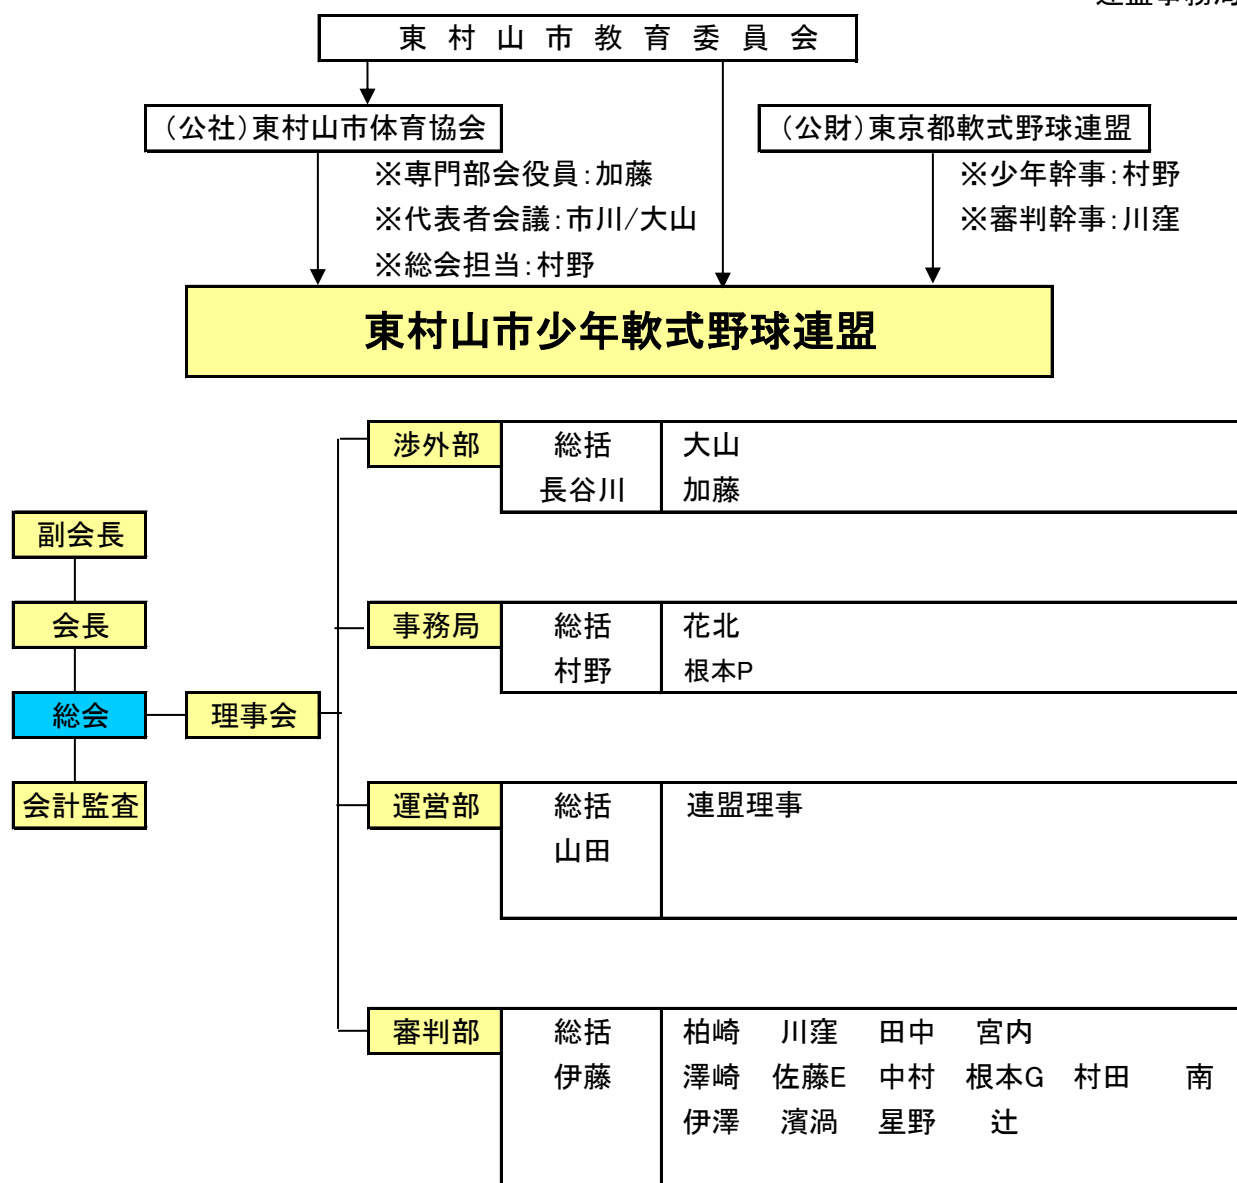 連盟事務局
東村山市教育委員会
（公社）東村山市体育協会
（公財）東京都軟式野球連盟
※専門部会役員：加藤
※代表者会議：市川/大山
※総会担当：村野
※少年幹事：村野
※審判幹事：川窪
東村山市少年軟式野球連盟
副会長
会長
総会
会計監査
理事会
渉外部 総括 大山
長谷川 加藤
事務局 総括 花北
村野 根本P
運営部 総括 連盟理事
山田
審判部 総括 柏崎 川窪 田中 宮内
伊藤 澤崎 佐藤E 中村 根本G 村田 南
伊澤 濱渦 星野 辻